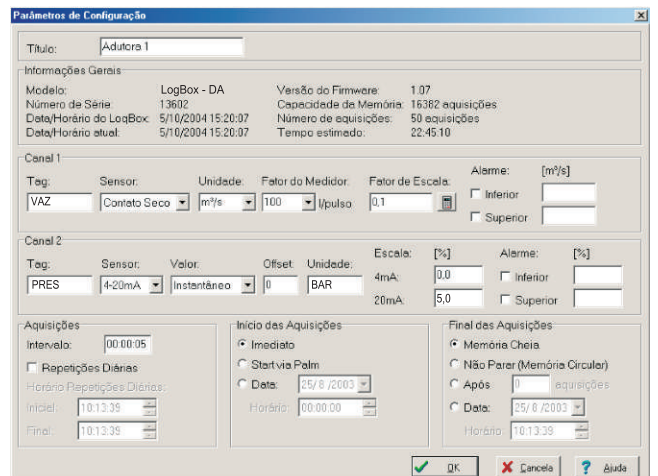 Parâmetros de Configuração
Título: Adutora 1
Informações Gerais
Modelo: LogBox - DA Versão do Firmware: 1.07
Número de Série: 13602 Capacidade da Memória: 16382 aquisições
Data/Horário do LogBox: 5/10/2004 15:20:07 Número de aquisições: 50 aquisições
Data/Horário atual: 5/10/2004 15:20:07 Tempo estimado: 22:45:10
Canal 1
Tag: Sensor: Unidade: Fator do Medidor: Fator de Escala: Alarme: [m³/s]
VAZ Contato Seco m³/s 100 l/pulso 0,1 Inferior
Superior
Canal 2
Tag: Sensor: Valor: Offset: Unidade: Escala: [%] Alarme: [%]
PRES 4-20mA Instantâneo 0 BAR 4mA: 0,0 Inferior
20mA: 5,0 Superior
Aquisições
Intervalo: 00:00:05
Repetições Diárias
Horário Repetições Diárias:
Inicial: 10:13:39
Final: 10:13:39
Início das Aquisições
Imediato
Start via Palm
Data: 25/ 8 /2003
Horário: 00:00:00
Final das Aquisições
Memória Cheia
Não Parar (Memória Circular)
Após 0 aquisições
Data: 25/ 8 /2003
Horário: 10:13:39
OK Cancela Ajuda